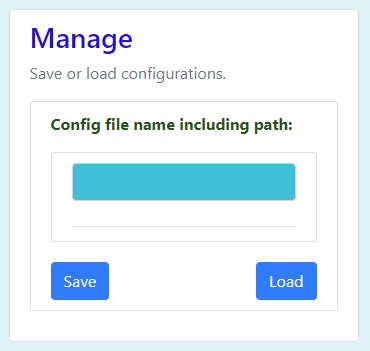 Manage
Save or load configurations.
Config file name including path:
Save
Load